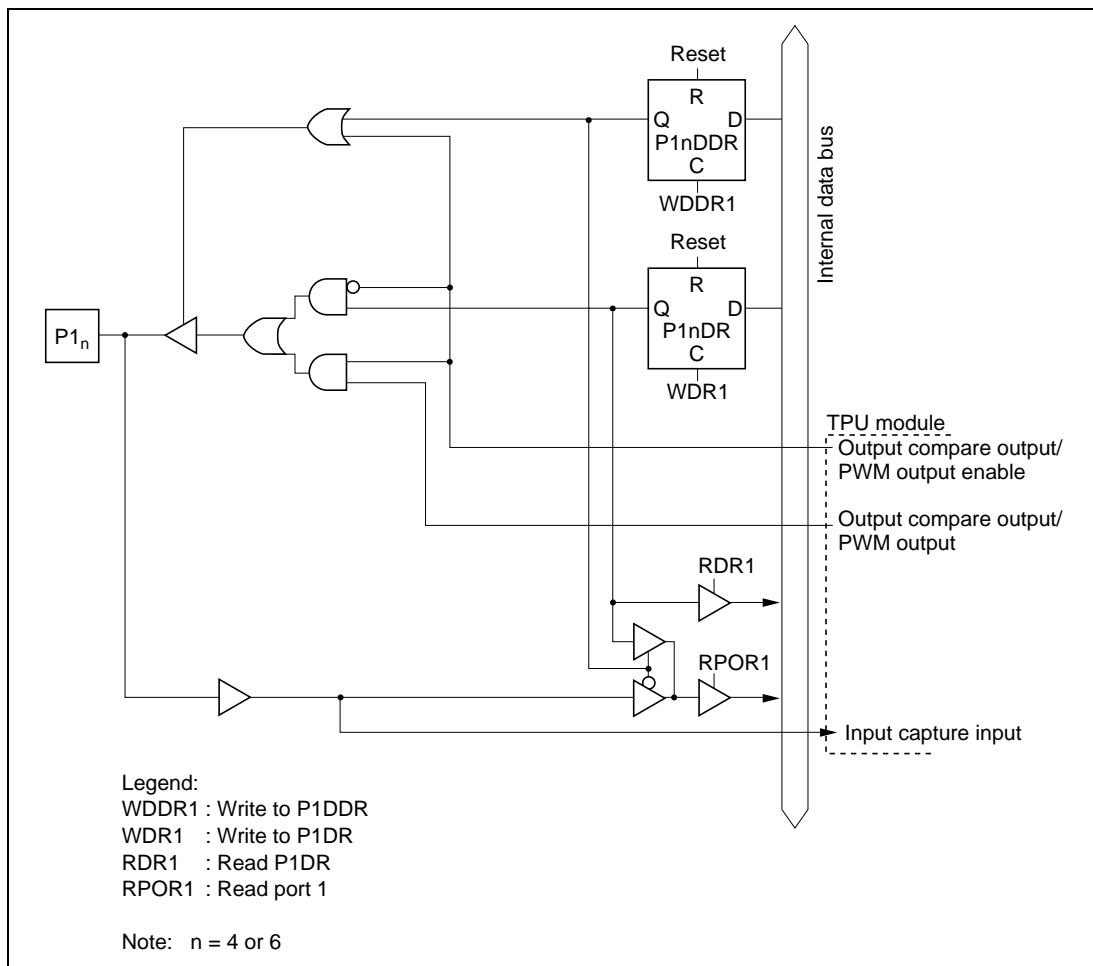 Reset
R
Q D
P1nDDR
C
WDDR1
Reset
R
Q D
P1nDR
C
WDR1
Internal data bus
P1n
TPU module
Output compare output/
PWM output enable
Output compare output/
PWM output
RDR1
RPOR1
Input capture input
Legend:
WDDR1 : Write to P1DDR
WDR1 : Write to P1DR
RDR1 : Read P1DR
RPOR1 : Read port 1
Note: n = 4 or 6